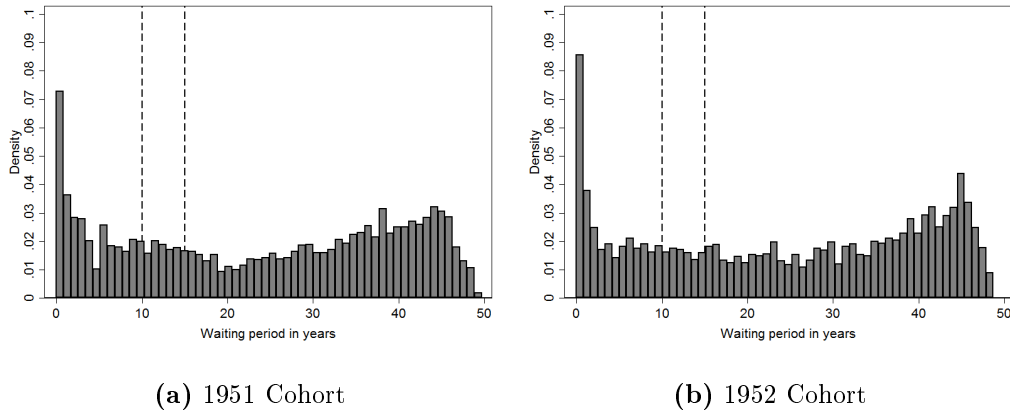 .1
.09
.08
.07
.06
.05
.04
.03
.02
.01
0
Density
0 10 20 30 40 50
Waiting period in years
(a) 1951 Cohort
.1
.09
.08
.07
.06
.05
.04
.03
.02
.01
0
Density
0 10 20 30 40 50
Waiting period in years
(b) 1952 Cohort